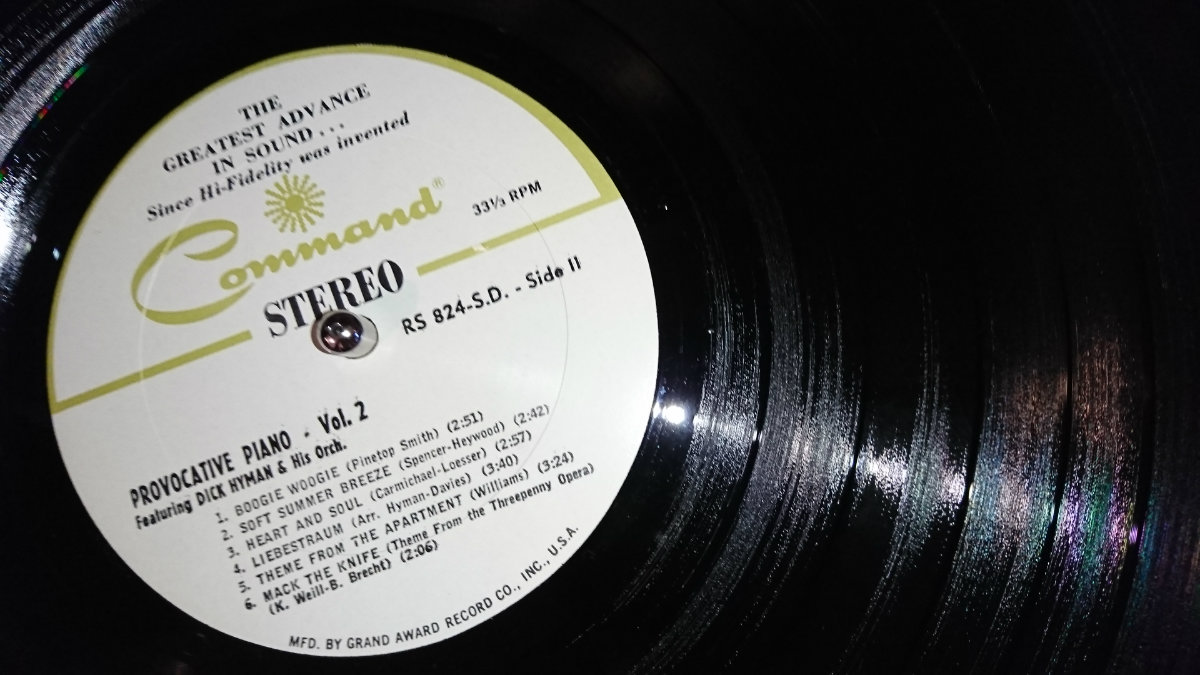 THE
GREATEST ADVANCE
IN SOUND...
Since Hi-Fidelity was invented
Command®
33⅓ RPM
STEREO
RS 824-S.D. - Side II
PROVOCATIVE PIANO - Vol. 2
Featuring DICK HYMAN & His Orch.
1. BOOGIE WOOGIE (Pinetop Smith) (2:51)
2. SOFT SUMMER BREEZE (Spencer-Heywood) (2:42)
3. HEART AND SOUL (Carmichael-Loesser) (2:57)
4. LIEBESTRAUM (Arr. Hyman-Davies) (3:40)
5. THEME FROM THE APARTMENT (Williams) (3:24)
6. MACK THE KNIFE (Theme From the Threepenny Opera)
(K. Weill-B. Brecht) (2:06)
MFD. BY GRAND AWARD RECORD CO., INC., U.S.A.